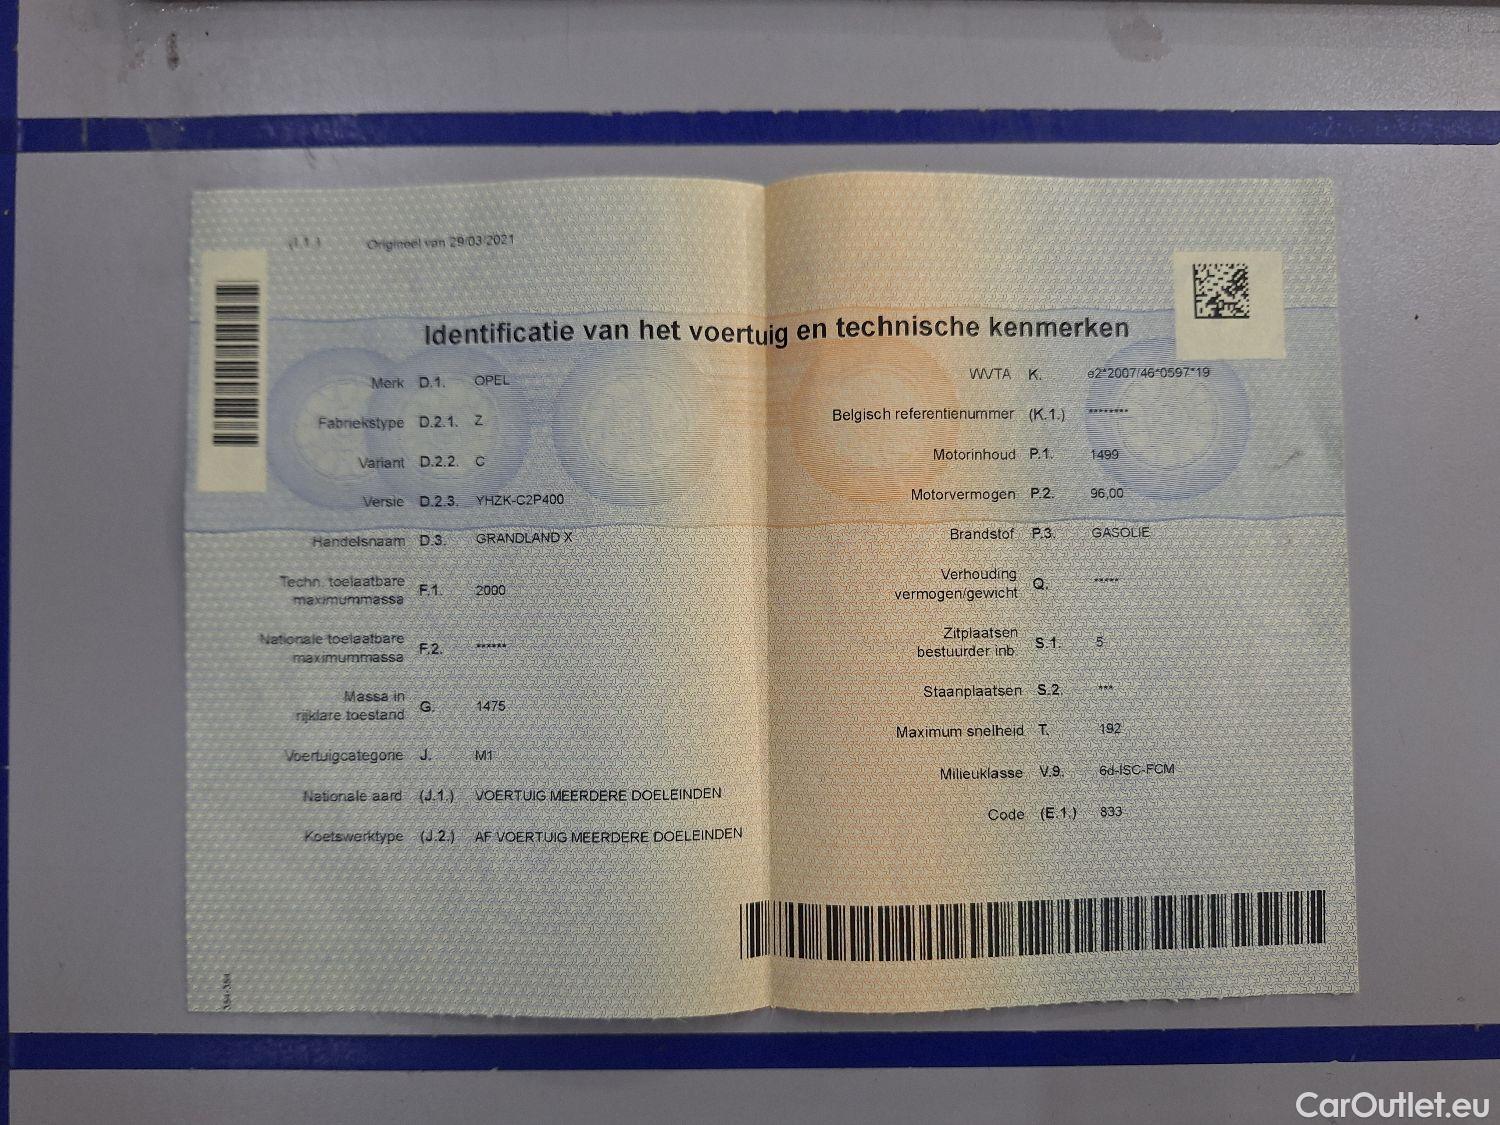 (I.1.) Origineel van 29/03/2021
Identificatie van het voertuig en technische kenmerken
Merk D.1. OPEL
Fabriekstype D.2.1. Z
Variant D.2.2. C
Versie D.2.3. YHZK-C2P400
Handelsnaam D.3. GRANDLAND X
Techn. toelaatbare
maximummassa F.1. 2000
Nationale toelaatbare
maximummassa F.2. ******
Massa in
rijklare toestand G. 1475
Voertuigcategorie J. M1
Nationale aard (J.1.) VOERTUIG MEERDERE DOELEINDEN
Koetswerktype (J.2.) AF VOERTUIG MEERDERE DOELEINDEN
WVTA K. e2*2007/46*0597*19
Belgisch referentienummer (K.1.) ********
Motorinhoud P.1. 1499
Motorvermogen P.2. 96,00
Brandstof P.3. GASOLIE
Verhouding
vermogen/gewicht Q. *****
Zitplaatsen
bestuurder inb. S.1. 5
Staanplaatsen S.2. ***
Maximum snelheid T. 192
Milieuklasse V.9. 6d-ISC-FCM
Code (E.1.) 833
CarOutlet.eu